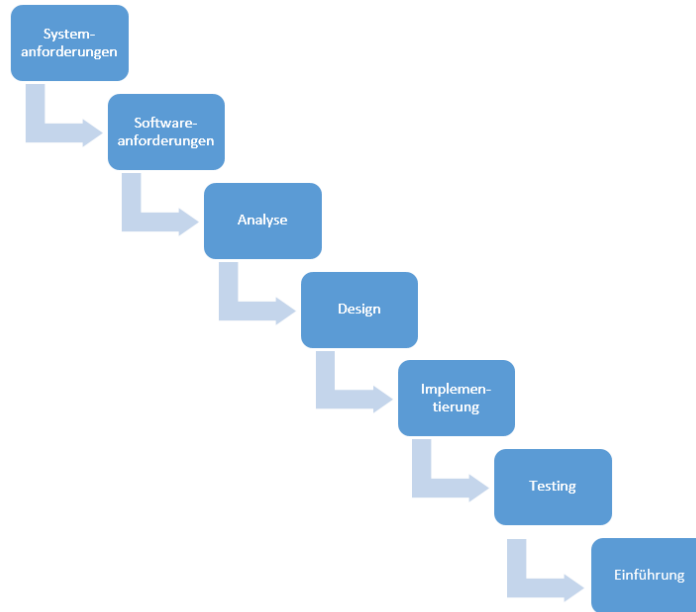 System-
anforderungen
Software-
anforderungen
Analyse
Design
Implemen-
tierung
Testing
Einführung